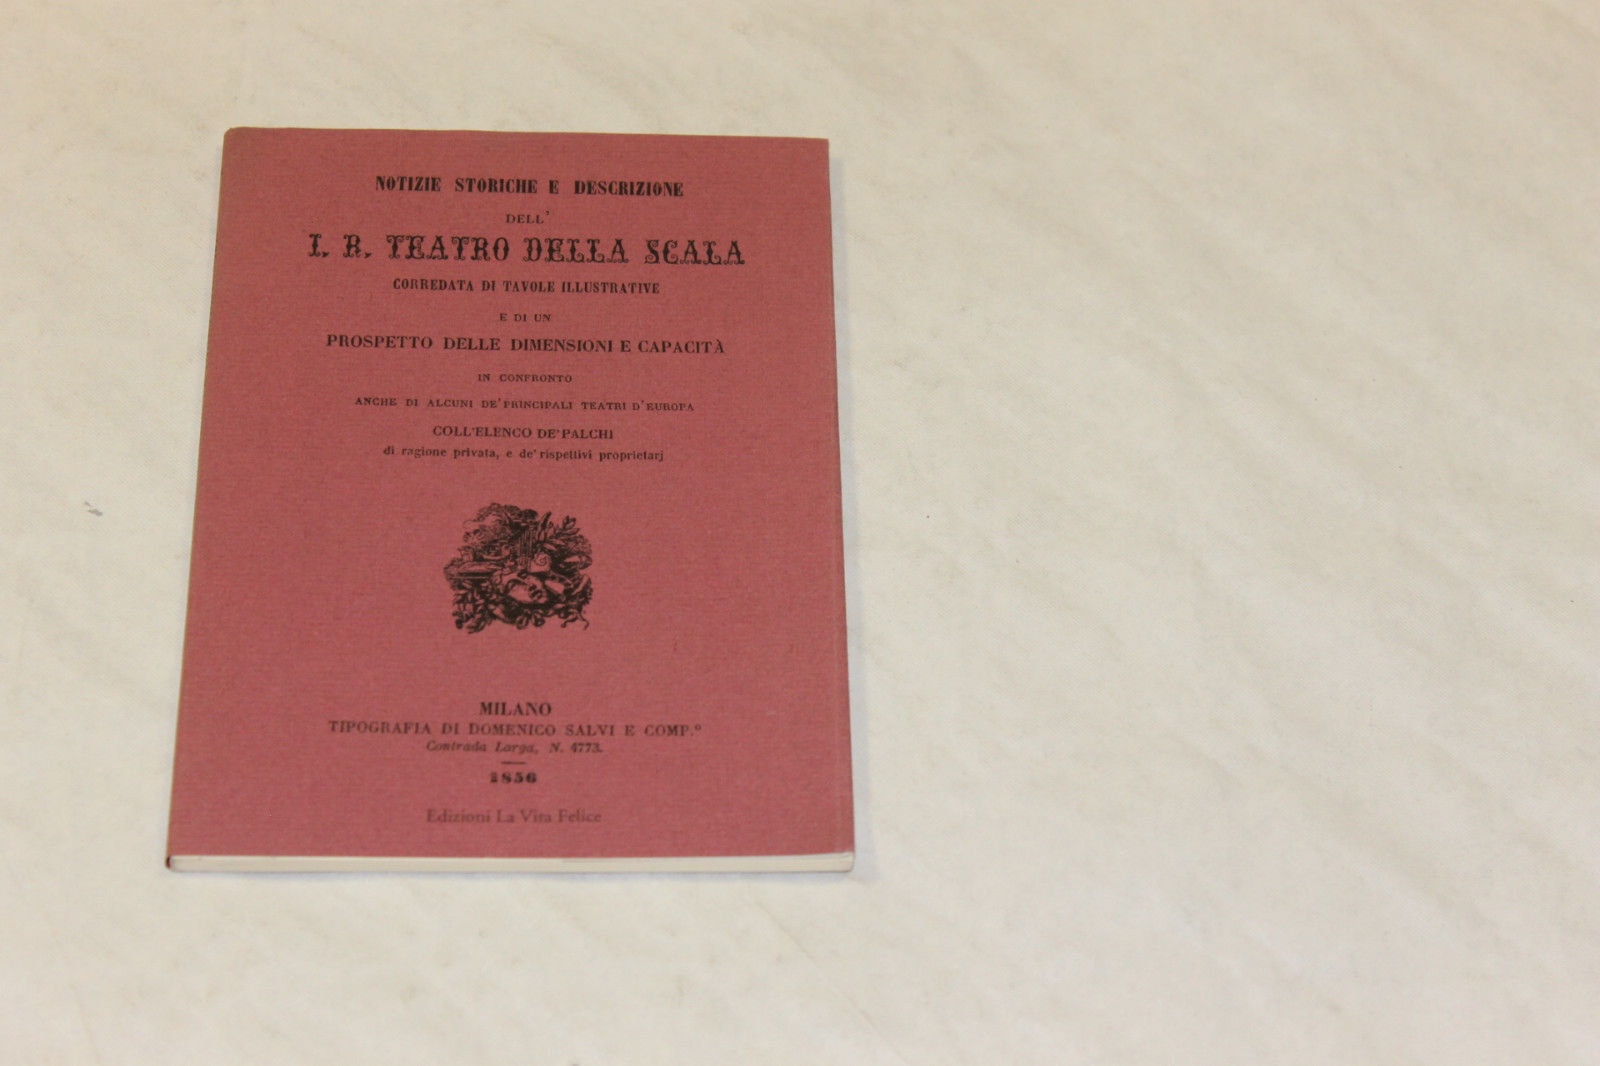 NOTIZIE STORICHE E DESCRIZIONE
DELL'
I. R. TEATRO DELLA SCALA
CORREDATA DI TAVOLE ILLUSTRATIVE
E DI UN
PROSPETTO DELLE DIMENSIONI E CAPACITÀ
IN CONFRONTO
ANCHE DI ALCUNI DE' PRINCIPALI TEATRI D'EUROPA
COLL'ELENCO DE' PALCHI
di ragione privata, e de' rispettivi proprietarj
MILANO
TIPOGRAFIA DI DOMENICO SALVI E COMP.º
Contrada Larga, N. 4773.
1856
Edizioni La Vita Felice